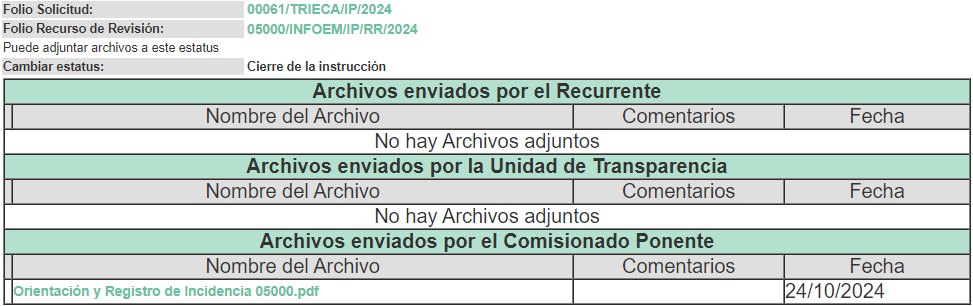 Folio Solicitud: 00061/TRIECA/IP/2024
Folio Recurso de Revisión: 05000/INFOEM/IP/RR/2024
Puede adjuntar archivos a este estatus
Cambiar estatus: Cierre de la instrucción
Archivos enviados por el Recurrente
Nombre del Archivo Comentarios Fecha
No hay Archivos adjuntos
Archivos enviados por la Unidad de Transparencia
Nombre del Archivo Comentarios Fecha
No hay Archivos adjuntos
Archivos enviados por el Comisionado Ponente
Nombre del Archivo Comentarios Fecha
Orientación y Registro de Incidencia 05000.pdf 24/10/2024